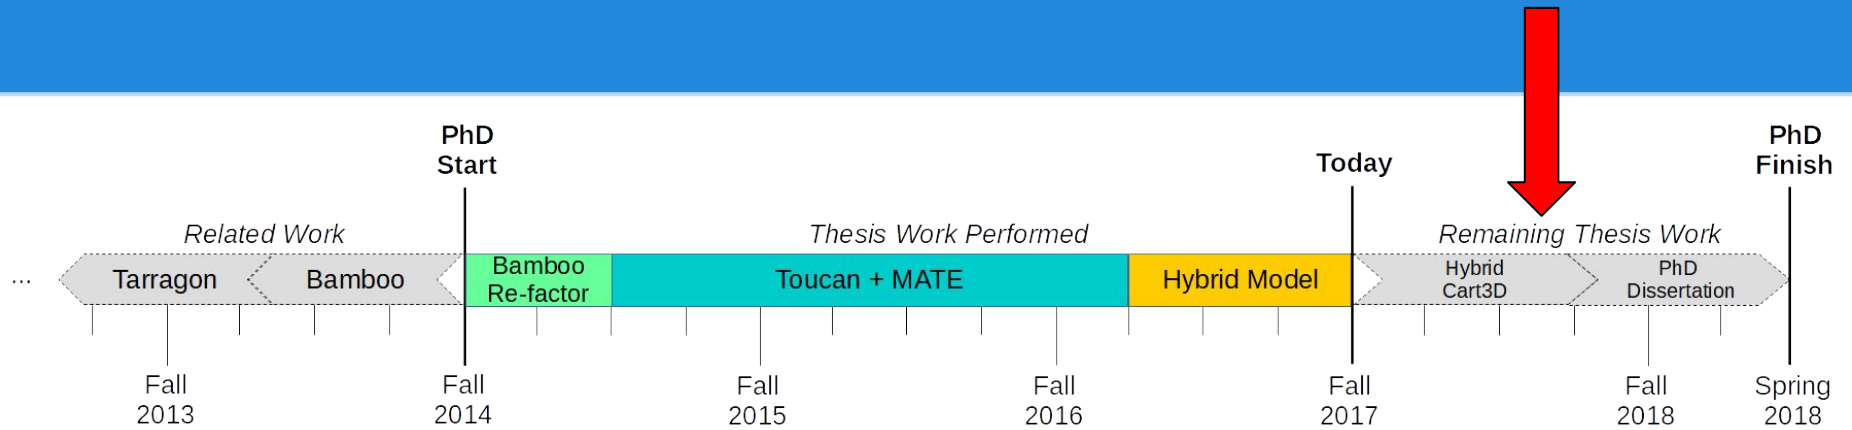 PhD
Start
Today
PhD
Finish
Related Work
Thesis Work Performed
Remaining Thesis Work
...
Tarragon
Bamboo
Bamboo
Re-factor
Toucan + MATE
Hybrid Model
Hybrid
Cart3D
PhD
Dissertation
Fall
2013
Fall
2014
Fall
2015
Fall
2016
Fall
2017
Fall
2018
Spring
2018